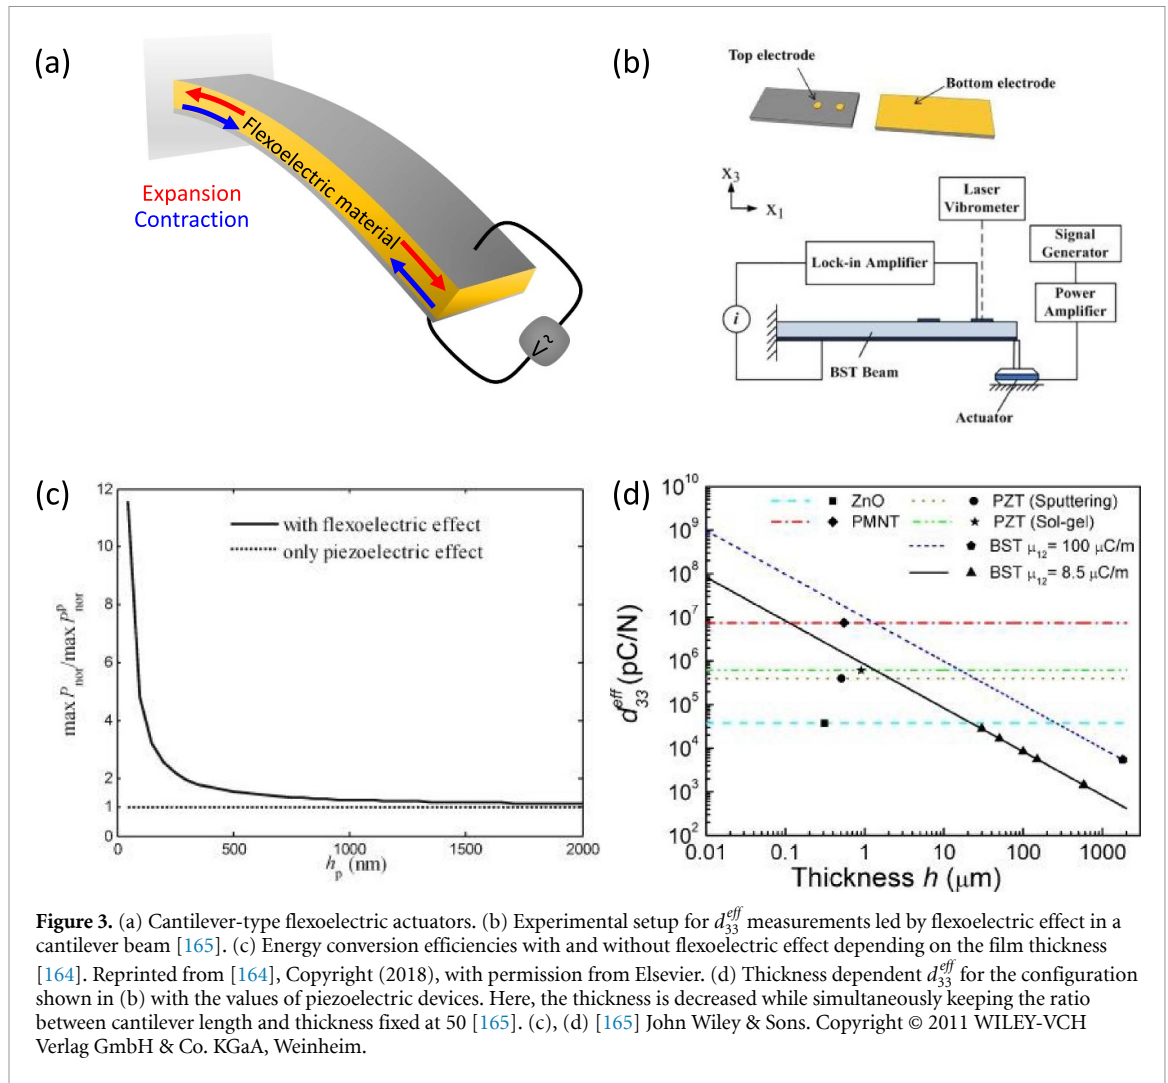 (a)
Flexoelectric material
Expansion
Contraction
V~
(b)
Top electrode
Bottom electrode
X3
X1
Laser
Vibrometer
Signal
Generator
Lock-in Amplifier
Power
Amplifier
i
BST Beam
Actuator
(c)
12
10
8
6
4
2
1
0
with flexoelectric effect
only piezoelectric effect
max Pnor/max P^p_nor
0
500
1000
1500
2000
hp (nm)
(d)
10^10
10^9
10^8
10^7
10^6
10^5
10^4
10^3
10^2
ZnO
PMNT
PZT (Sputtering)
PZT (Sol-gel)
BST μ12= 100 μC/m
BST μ12= 8.5 μC/m
d^eff_33 (pC/N)
0.01
0.1
1
10
100
1000
Thickness h (μm)
Figure 3. (a) Cantilever-type flexoelectric actuators. (b) Experimental setup for d^eff_33 measurements led by flexoelectric effect in a
cantilever beam [165]. (c) Energy conversion efficiencies with and without flexoelectric effect depending on the film thickness
[164]. Reprinted from [164], Copyright (2018), with permission from Elsevier. (d) Thickness dependent d^eff_33 for the configuration
shown in (b) with the values of piezoelectric devices. Here, the thickness is decreased while simultaneously keeping the ratio
between cantilever length and thickness fixed at 50 [165]. (c), (d) [165] John Wiley & Sons. Copyright © 2011 WILEY-VCH
Verlag GmbH & Co. KGaA, Weinheim.